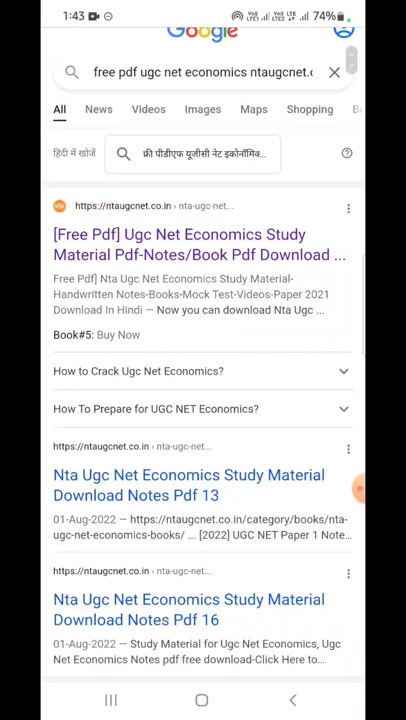 1:43
74%
Google
free pdf ugc net economics ntaugcnet.c
All News Videos Images Maps Shopping
हिंदी में खोजें
फ्री पीडीएफ यूजीसी नेट इकोनॉमिक...
https://ntaugcnet.co.in › nta-ugc-net...
[Free Pdf] Ugc Net Economics Study
Material Pdf-Notes/Book Pdf Download ...
Free Pdf] Nta Ugc Net Economics Study Material-
Handwritten Notes-Books-Mock Test-Videos-Paper 2021
Download In Hindi — Now you can download Nta Ugc ...
Book#5: Buy Now
How to Crack Ugc Net Economics?
How To Prepare for UGC NET Economics?
https://ntaugcnet.co.in › nta-ugc-net...
Nta Ugc Net Economics Study Material
Download Notes Pdf 13
01-Aug-2022 — https://ntaugcnet.co.in/category/books/nta-
ugc-net-economics-books/ ... [2022] UGC NET Paper 1 Note...
https://ntaugcnet.co.in › nta-ugc-net...
Nta Ugc Net Economics Study Material
Download Notes Pdf 16
01-Aug-2022 — Study Material for Ugc Net Economics, Ugc
Net Economics Notes pdf free download-Click Here to...